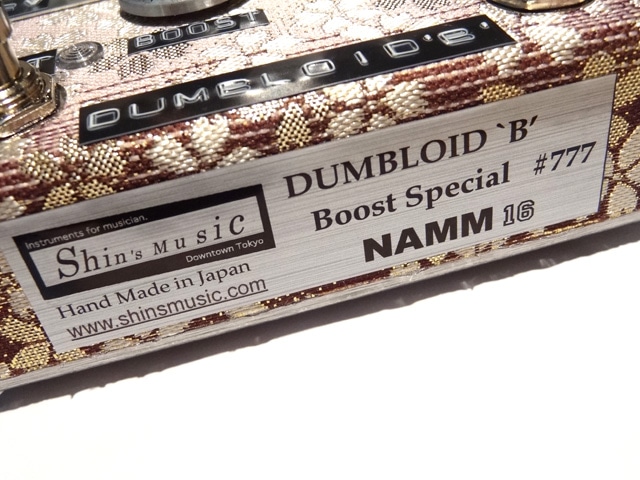 BOOST
DUMBLOID'B'
Instruments for musician.
Shin's Music
Downtown Tokyo
Hand Made in Japan
www.shinsmusic.com
DUMBLOID `B´
Boost Special #777
NAMM 16